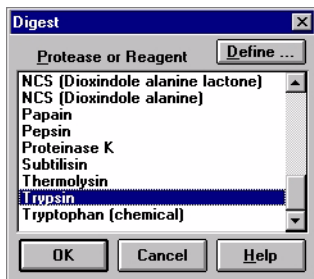 Digest
Protease or Reagent
Define ...
NCS (Dioxindole alanine lactone)
NCS (Dioxindole alanine)
Papain
Pepsin
Proteinase K
Subtilisin
Thermolysin
Trypsin
Tryptophan (chemical)
OK
Cancel
Help